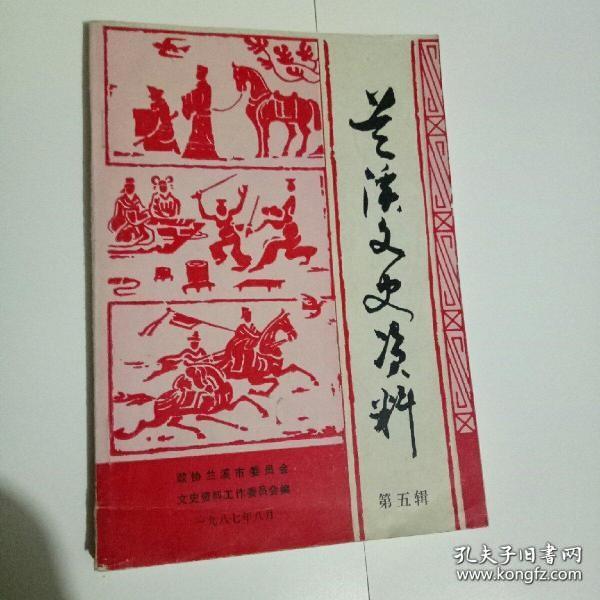 兰溪文史资料
第五辑
政协兰溪市委员会
文史资料工作委员会编
一九八七年八月
孔夫子旧书网
www.kongfz.com